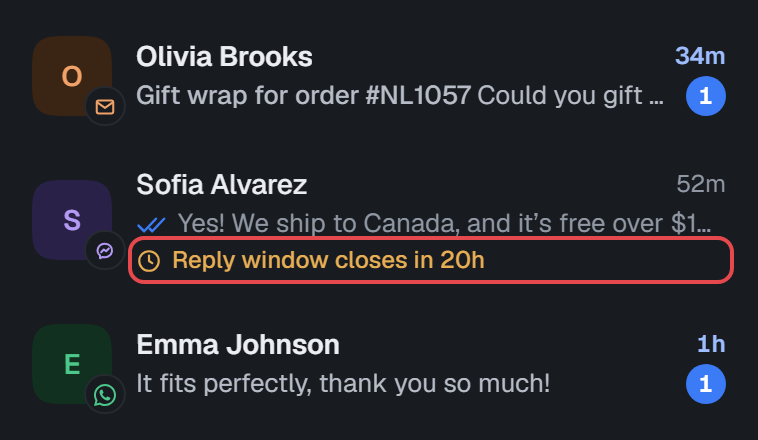 O
Olivia Brooks
34m
Gift wrap for order #NL1057 Could you gift ...
1
S
Sofia Alvarez
52m
Yes! We ship to Canada, and it’s free over $1...
Reply window closes in 20h
E
Emma Johnson
1h
It fits perfectly, thank you so much!
1